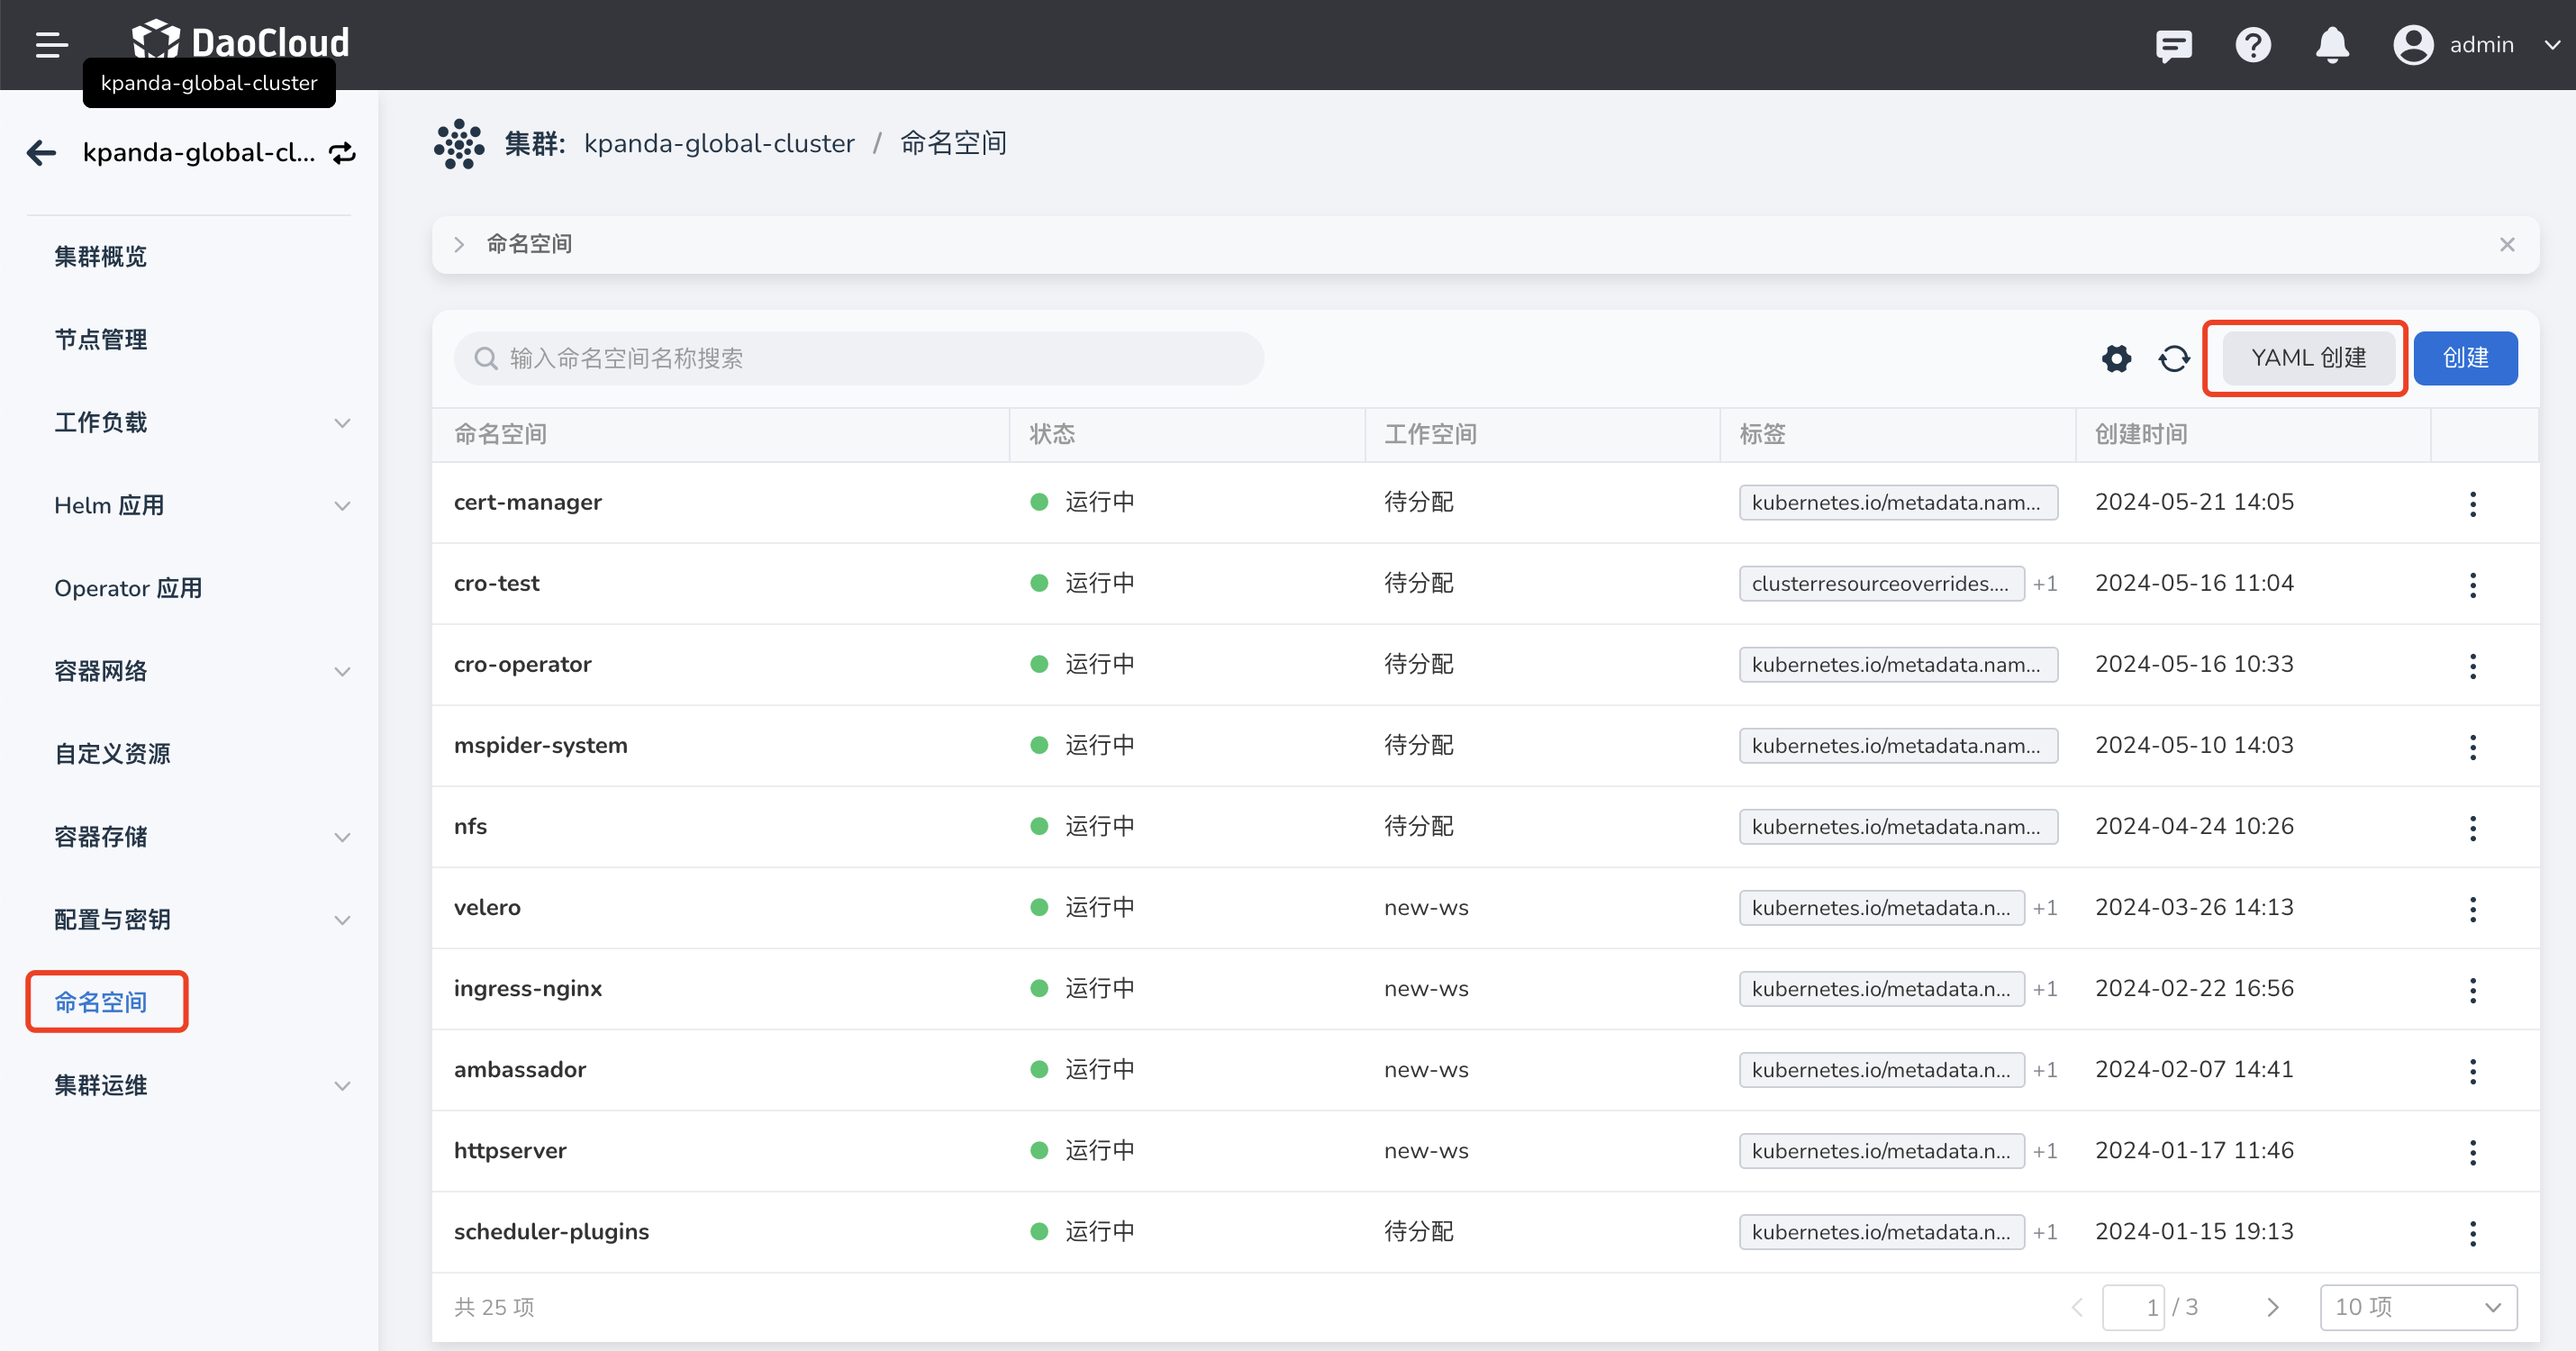 DaoCloud
admin
kpanda-global-cluster
kpanda-global-cl...
集群概览
节点管理
工作负载
Helm 应用
Operator 应用
容器网络
自定义资源
容器存储
配置与密钥
命名空间
集群运维
集群: kpanda-global-cluster / 命名空间
命名空间
输入命名空间名称搜索
YAML 创建
创建
命名空间 状态 工作空间 标签 创建时间
cert-manager 运行中 待分配 kubernetes.io/metadata.nam... 2024-05-21 14:05
cro-test 运行中 待分配 clusterresourceoverrides.... +1 2024-05-16 11:04
cro-operator 运行中 待分配 kubernetes.io/metadata.nam... 2024-05-16 10:33
mspider-system 运行中 待分配 kubernetes.io/metadata.nam... 2024-05-10 14:03
nfs 运行中 待分配 kubernetes.io/metadata.nam... 2024-04-24 10:26
velero 运行中 new-ws kubernetes.io/metadata.n... +1 2024-03-26 14:13
ingress-nginx 运行中 new-ws kubernetes.io/metadata.n... +1 2024-02-22 16:56
ambassador 运行中 new-ws kubernetes.io/metadata.n... +1 2024-02-07 14:41
httpserver 运行中 new-ws kubernetes.io/metadata.n... +1 2024-01-17 11:46
scheduler-plugins 运行中 待分配 kubernetes.io/metadata.n... +1 2024-01-15 19:13
共 25 项
1 / 3
10 项